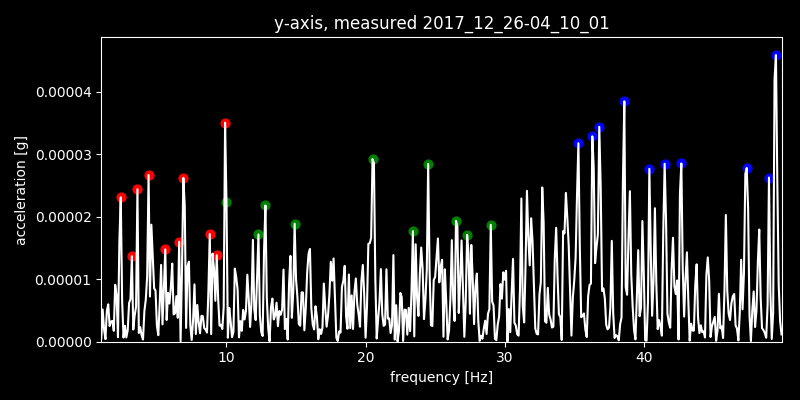 y-axis, measured 2017_12_26-04_10_01
acceleration [g]
0.00004
0.00003
0.00002
0.00001
0.00000
10 20 30 40
frequency [Hz]